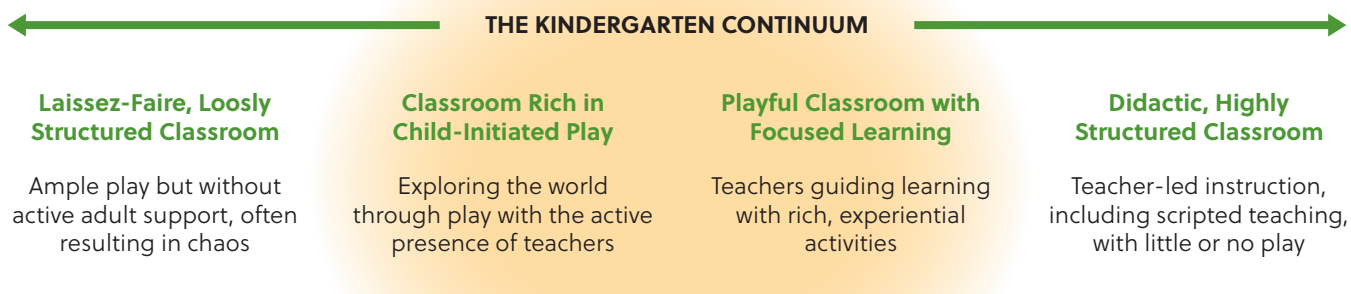 THE KINDERGARTEN CONTINUUM
Laissez-Faire, Loosly
Structured Classroom
Ample play but without
active adult support, often
resulting in chaos
Classroom Rich in
Child-Initiated Play
Exploring the world
through play with the active
presence of teachers
Playful Classroom with
Focused Learning
Teachers guiding learning
with rich, experiential
activities
Didactic, Highly
Structured Classroom
Teacher-led instruction,
including scripted teaching,
with little or no play